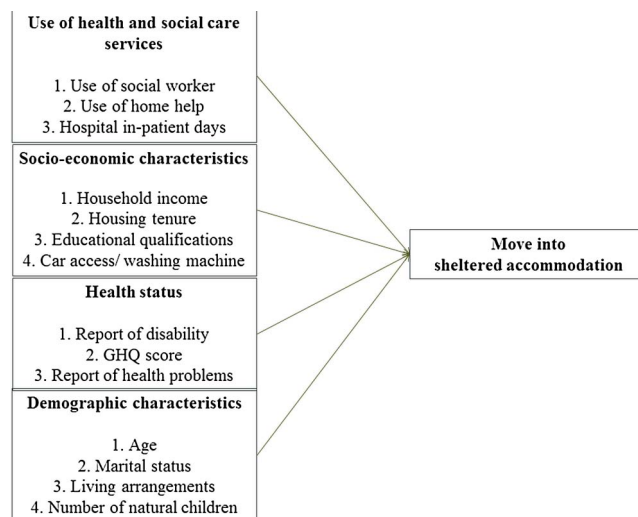 Use of health and social care
services
1. Use of social worker
2. Use of home help
3. Hospital in-patient days
Socio-economic characteristics
1. Household income
2. Housing tenure
3. Educational qualifications
4. Car access/ washing machine
Health status
1. Report of disability
2. GHQ score
3. Report of health problems
Demographic characteristics
1. Age
2. Marital status
3. Living arrangements
4. Number of natural children
Move into
sheltered accommodation